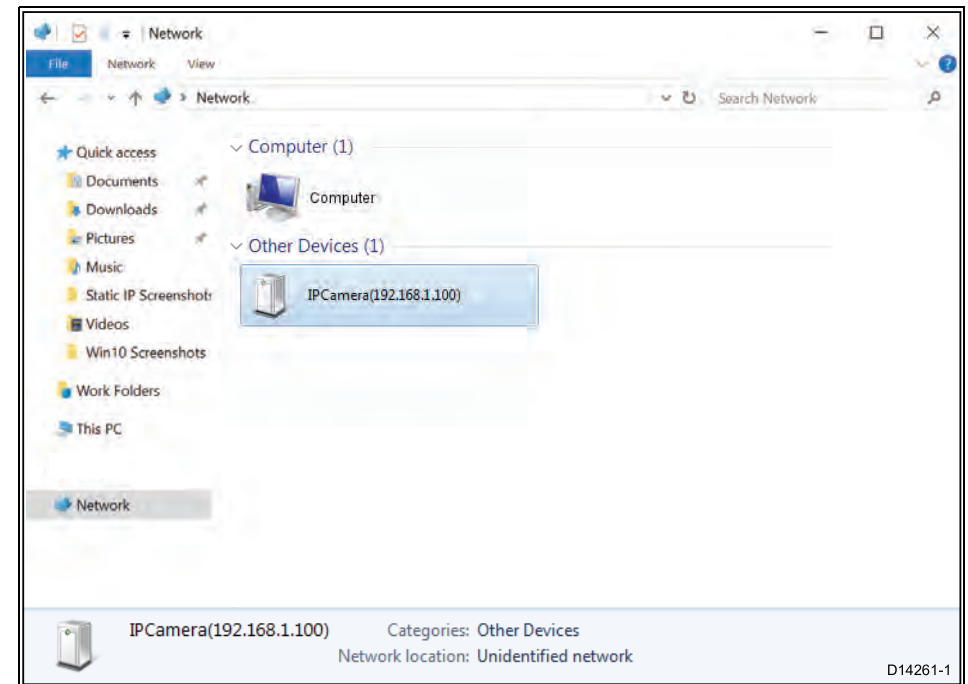 Network
File Network View
Network
Search Network
Quick access
Documents
Downloads
Pictures
Music
Static IP Screenshots
Videos
Win10 Screenshots
Work Folders
This PC
Network
Computer (1)
Computer
Other Devices (1)
IPCamera(192.168.1.100)
IPCamera(192.168.1.100)
Categories: Other Devices
Network location: Unidentified network
D14261-1